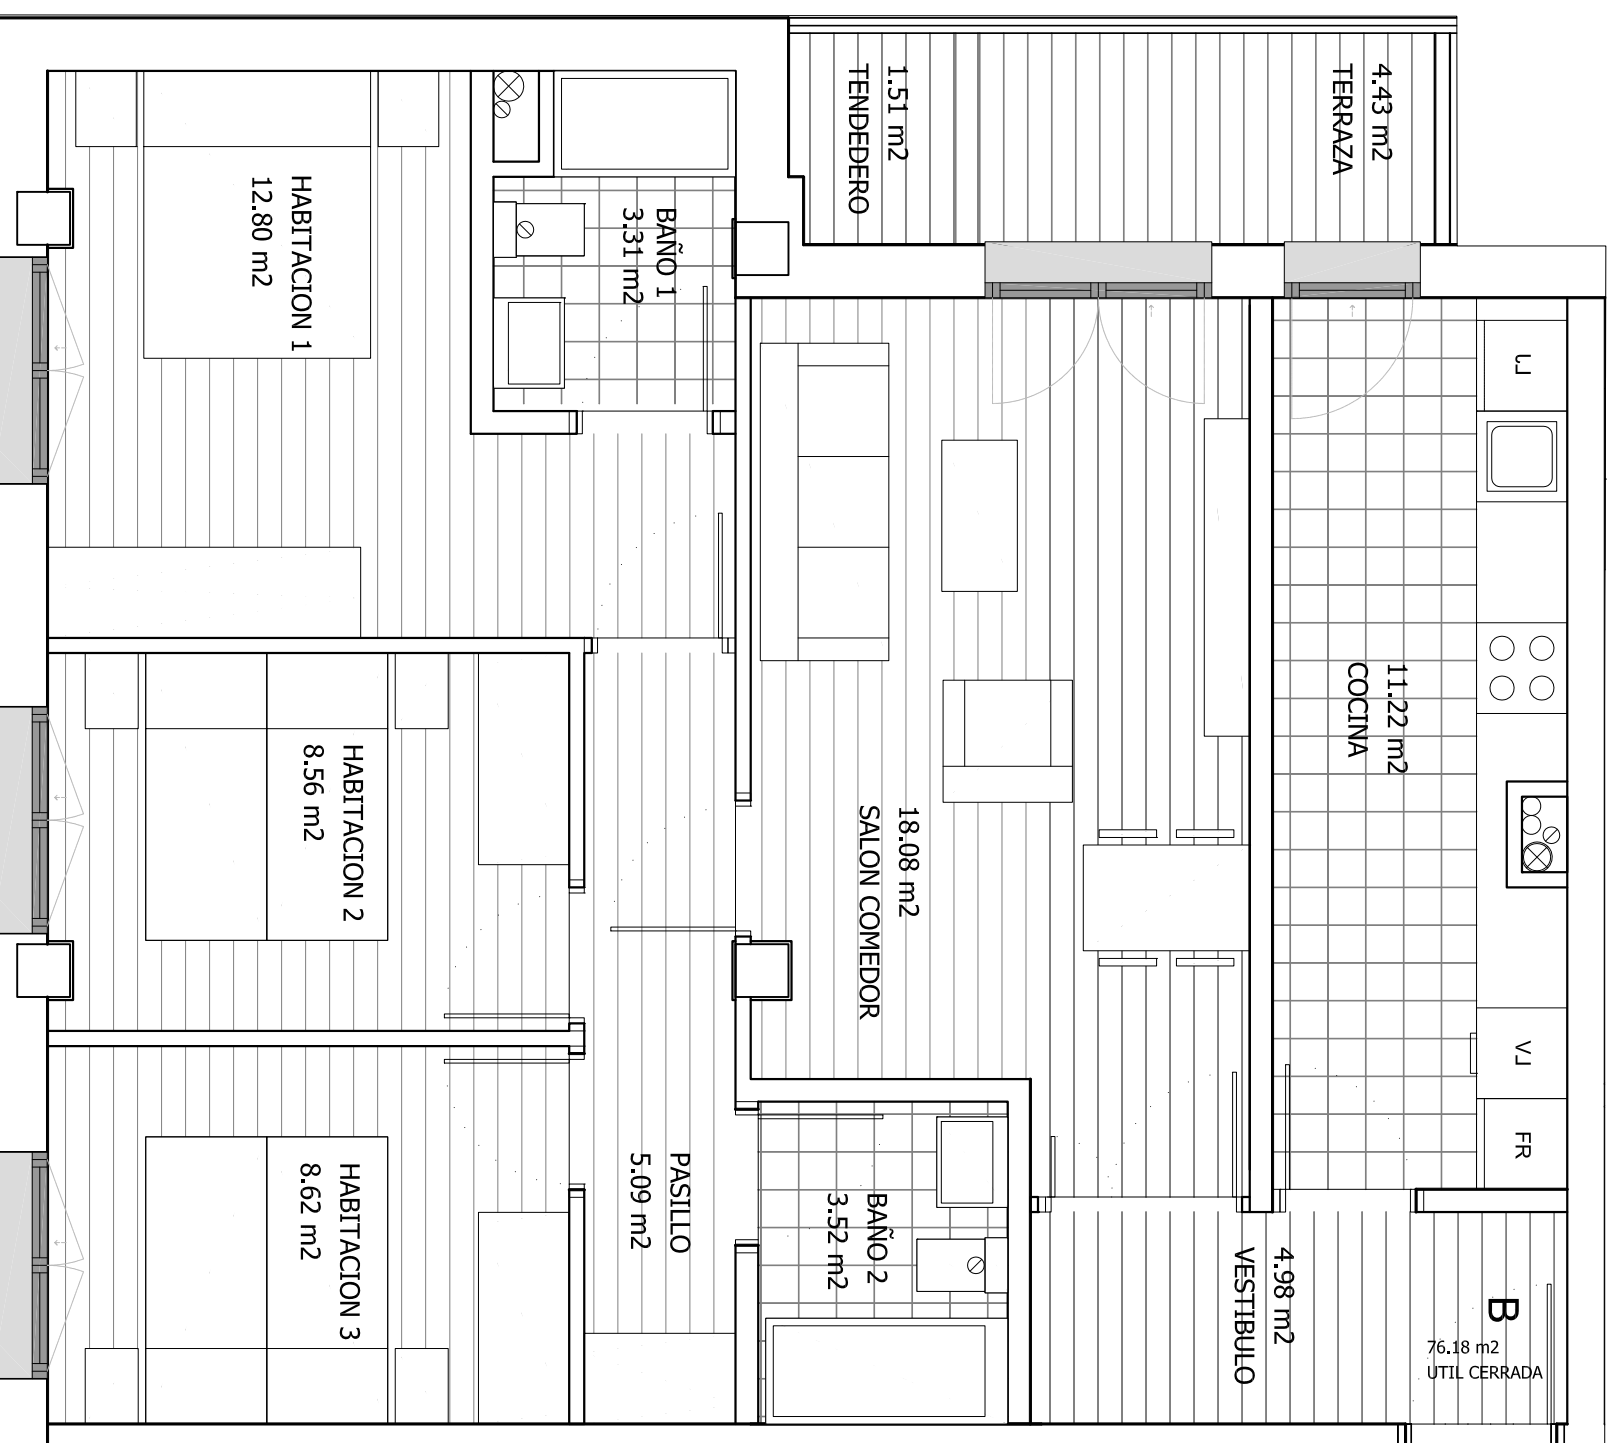 4.43 m2
TERRAZA
1.51 m2
TENDEDERO
HABITACION 1
12.80 m2
BAÑO 1
3.31 m2
LJ
11.22 m2
COCINA
HABITACION 2
8.56 m2
18.08 m2
SALON COMEDOR
VJ
FR
HABITACION 3
8.62 m2
PASILLO
5.09 m2
BAÑO 2
3.52 m2
4.98 m2
VESTIBULO
B
76.18 m2
UTIL CERRADA